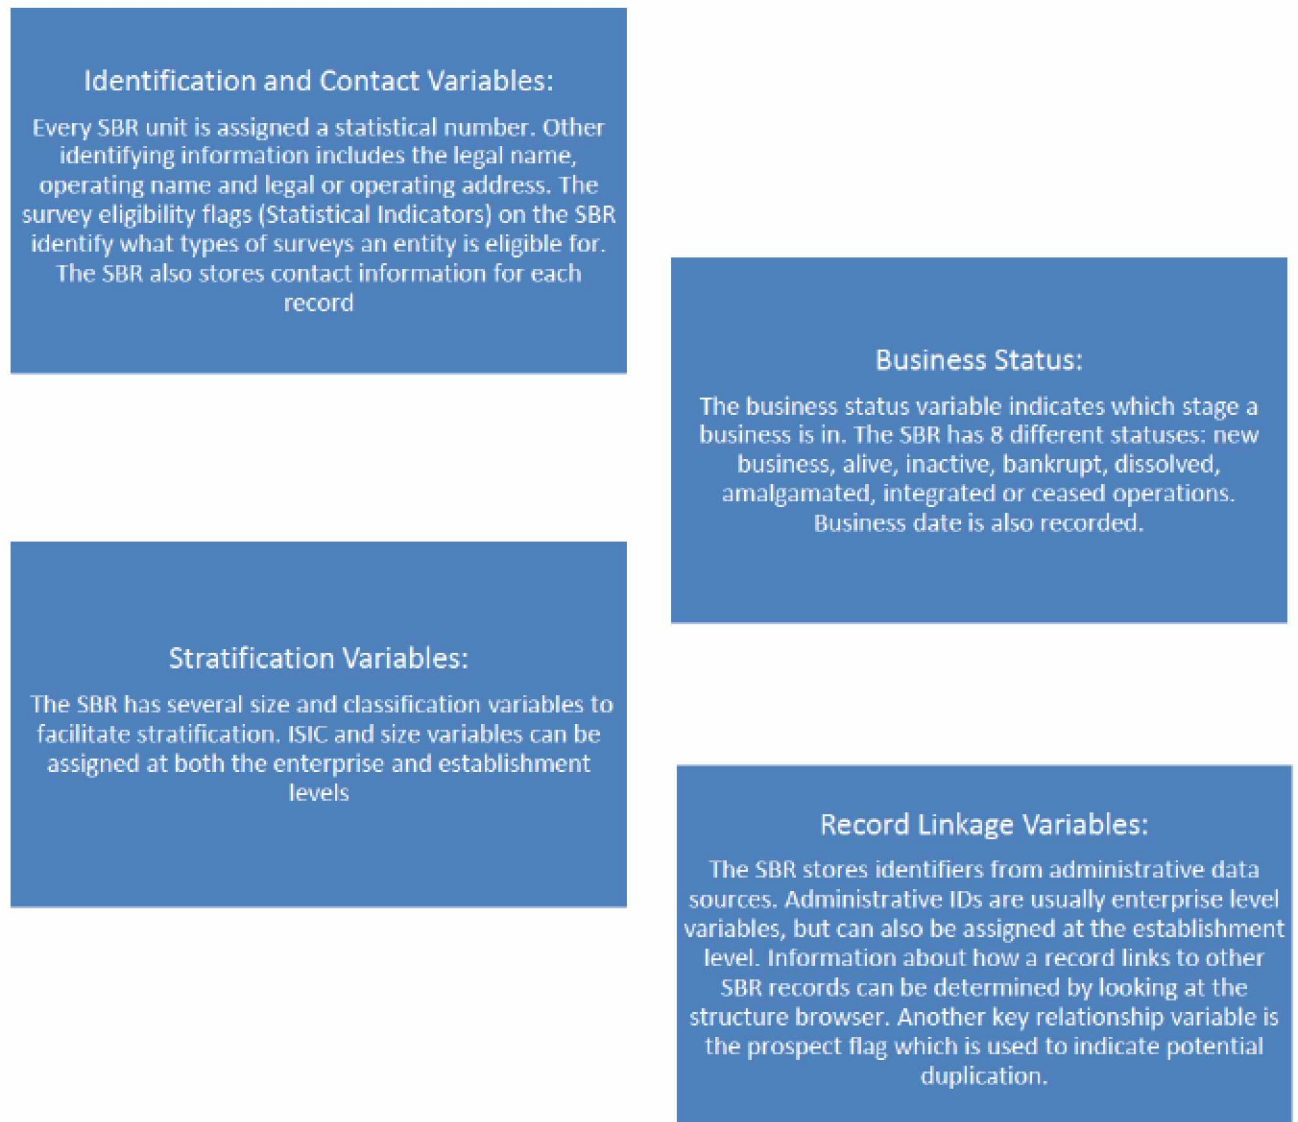 Identification and Contact Variables:
Every SBR unit is assigned a statistical number. Other
identifying information includes the legal name,
operating name and legal or operating address. The
survey eligibility flags (Statistical Indicators) on the SBR
identify what types of surveys an entity is eligible for.
The SBR also stores contact information for each
record
Business Status:
The business status variable indicates which stage a
business is in. The SBR has 8 different statuses: new
business, alive, inactive, bankrupt, dissolved,
amalgamated, integrated or ceased operations.
Business date is also recorded.
Stratification Variables:
The SBR has several size and classification variables to
facilitate stratification. ISIC and size variables can be
assigned at both the enterprise and establishment
levels
Record Linkage Variables:
The SBR stores identifiers from administrative data
sources. Administrative IDs are usually enterprise level
variables, but can also be assigned at the establishment
level. Information about how a record links to other
SBR records can be determined by looking at the
structure browser. Another key relationship variable is
the prospect flag which is used to indicate potential
duplication.